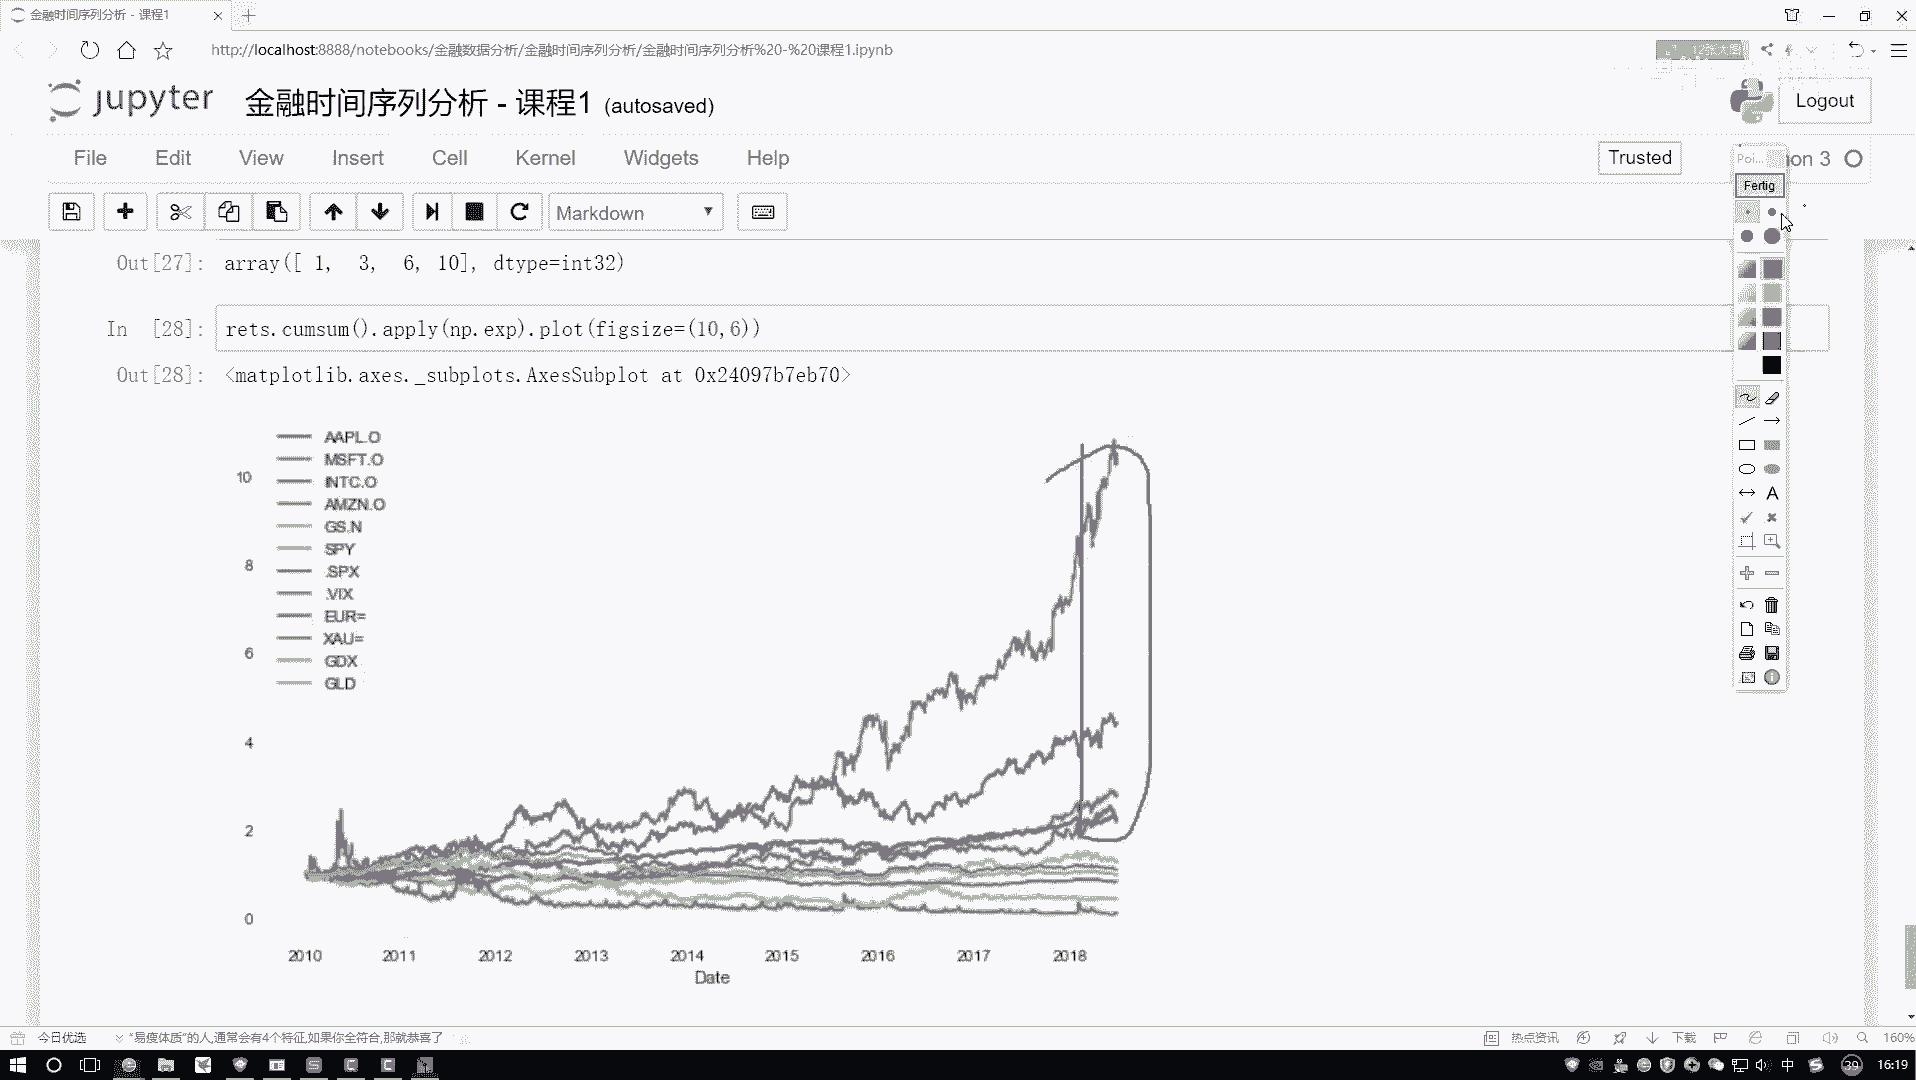 金融时间序列分析 - 课程1
http://localhost:8888/notebooks/金融数据分析/金融时间序列分析/金融时间序列分析%20-%20课程1.ipynb
12张大图
jupyter 金融时间序列分析 - 课程1 (autosaved)
Logout
File Edit View Insert Cell Kernel Widgets Help
Trusted
on 3
Poi...
Fertig
Markdown
Out[27]: array([ 1, 3, 6, 10], dtype=int32)
In [28]: rets.cumsum().apply(np.exp).plot(figsize=(10,6))
Out[28]: <matplotlib.axes._subplots.AxesSubplot at 0x24097b7eb70>
AAPL.O
MSFT.O
INTC.O
AMZN.O
GS.N
SPY
.SPX
.VIX
EUR=
XAU=
GDX
GLD
10
8
6
4
2
0
2010 2011 2012 2013 2014 2015 2016 2017 2018
Date
A
今日优选
“易瘦体质”的人,通常会有4个特征,如果你全符合,那就恭喜了
热点资讯
下载
160%
中
39
16:19